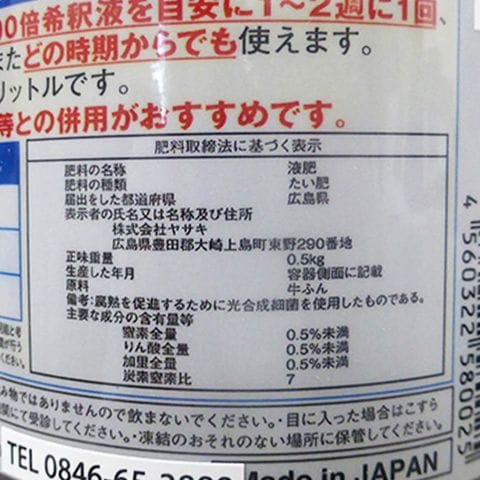 00倍希釈液を目安に1〜2週に1回、
またどの時期からでも使えます。
リットルです。
等との併用がおすすめです。
肥料取締法に基づく表示
肥料の名称 液肥
肥料の種類 たい肥
届出をした都道府県 広島県
表示者の氏名又は名称及び住所
株式会社ヤサキ
広島県豊田郡大崎上島町東野290番地
正味重量 0.5kg
生産した年月 容器側面に記載
原料 牛ふん
備考:腐熟を促進するために光合成細菌を使用したものである。
主要な成分の含有量等
窒素全量 0.5%未満
りん酸全量 0.5%未満
加里全量 0.5%未満
炭素窒素比 7
み物ではありませんので飲まないでください。・目に入った場合はこすら
関にて受診してください。・凍結のおそれのない場所に保管してください。
TEL 0846-65- Made in JAPAN
4 560322 580025